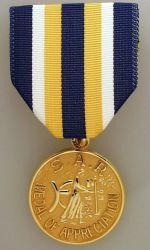 S.A.R.
MEDAL OF APPRECIATION